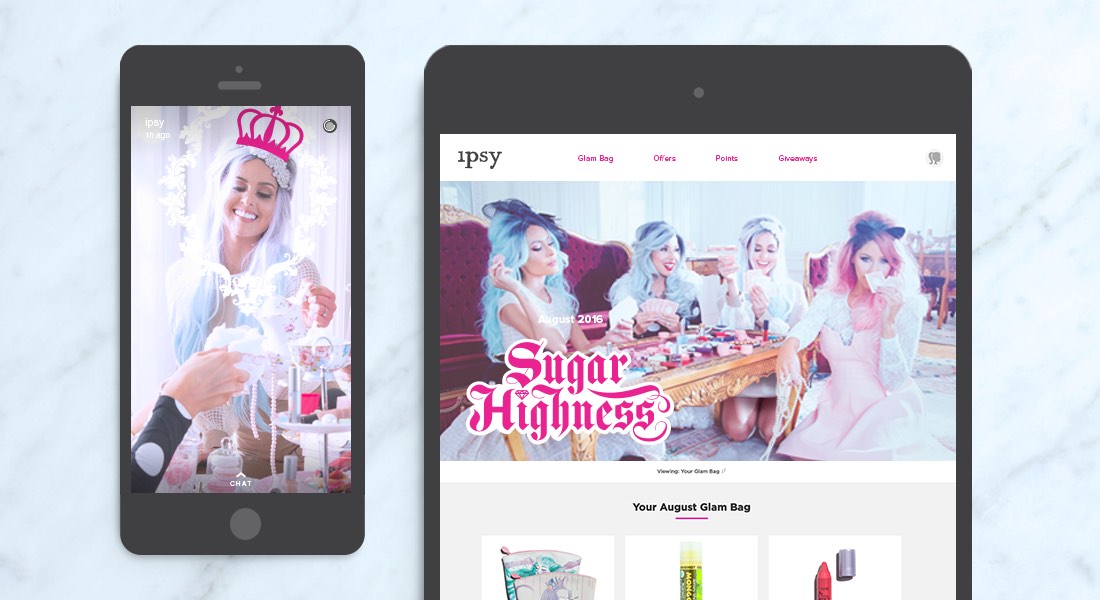 ipsy
1h ago
CHAT
ipsy
Glam Bag
Offers
Points
Giveaways
August 2016
Sugar
Highness
Viewing: Your Glam Bag
Your August Glam Bag